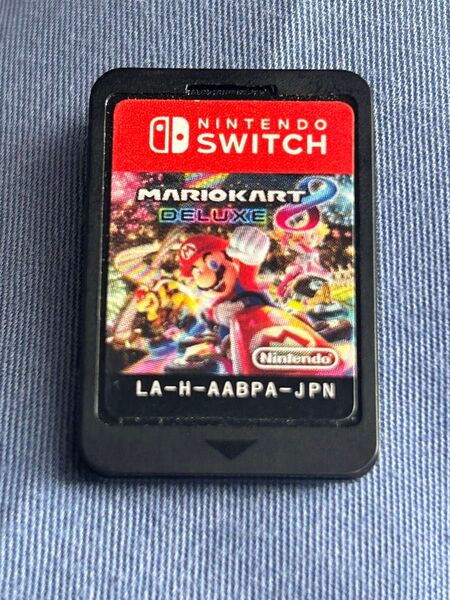 NINTENDO
SWITCH
MARIOKART 8
DELUXE
Nintendo
LA-H-AABPA-JPN